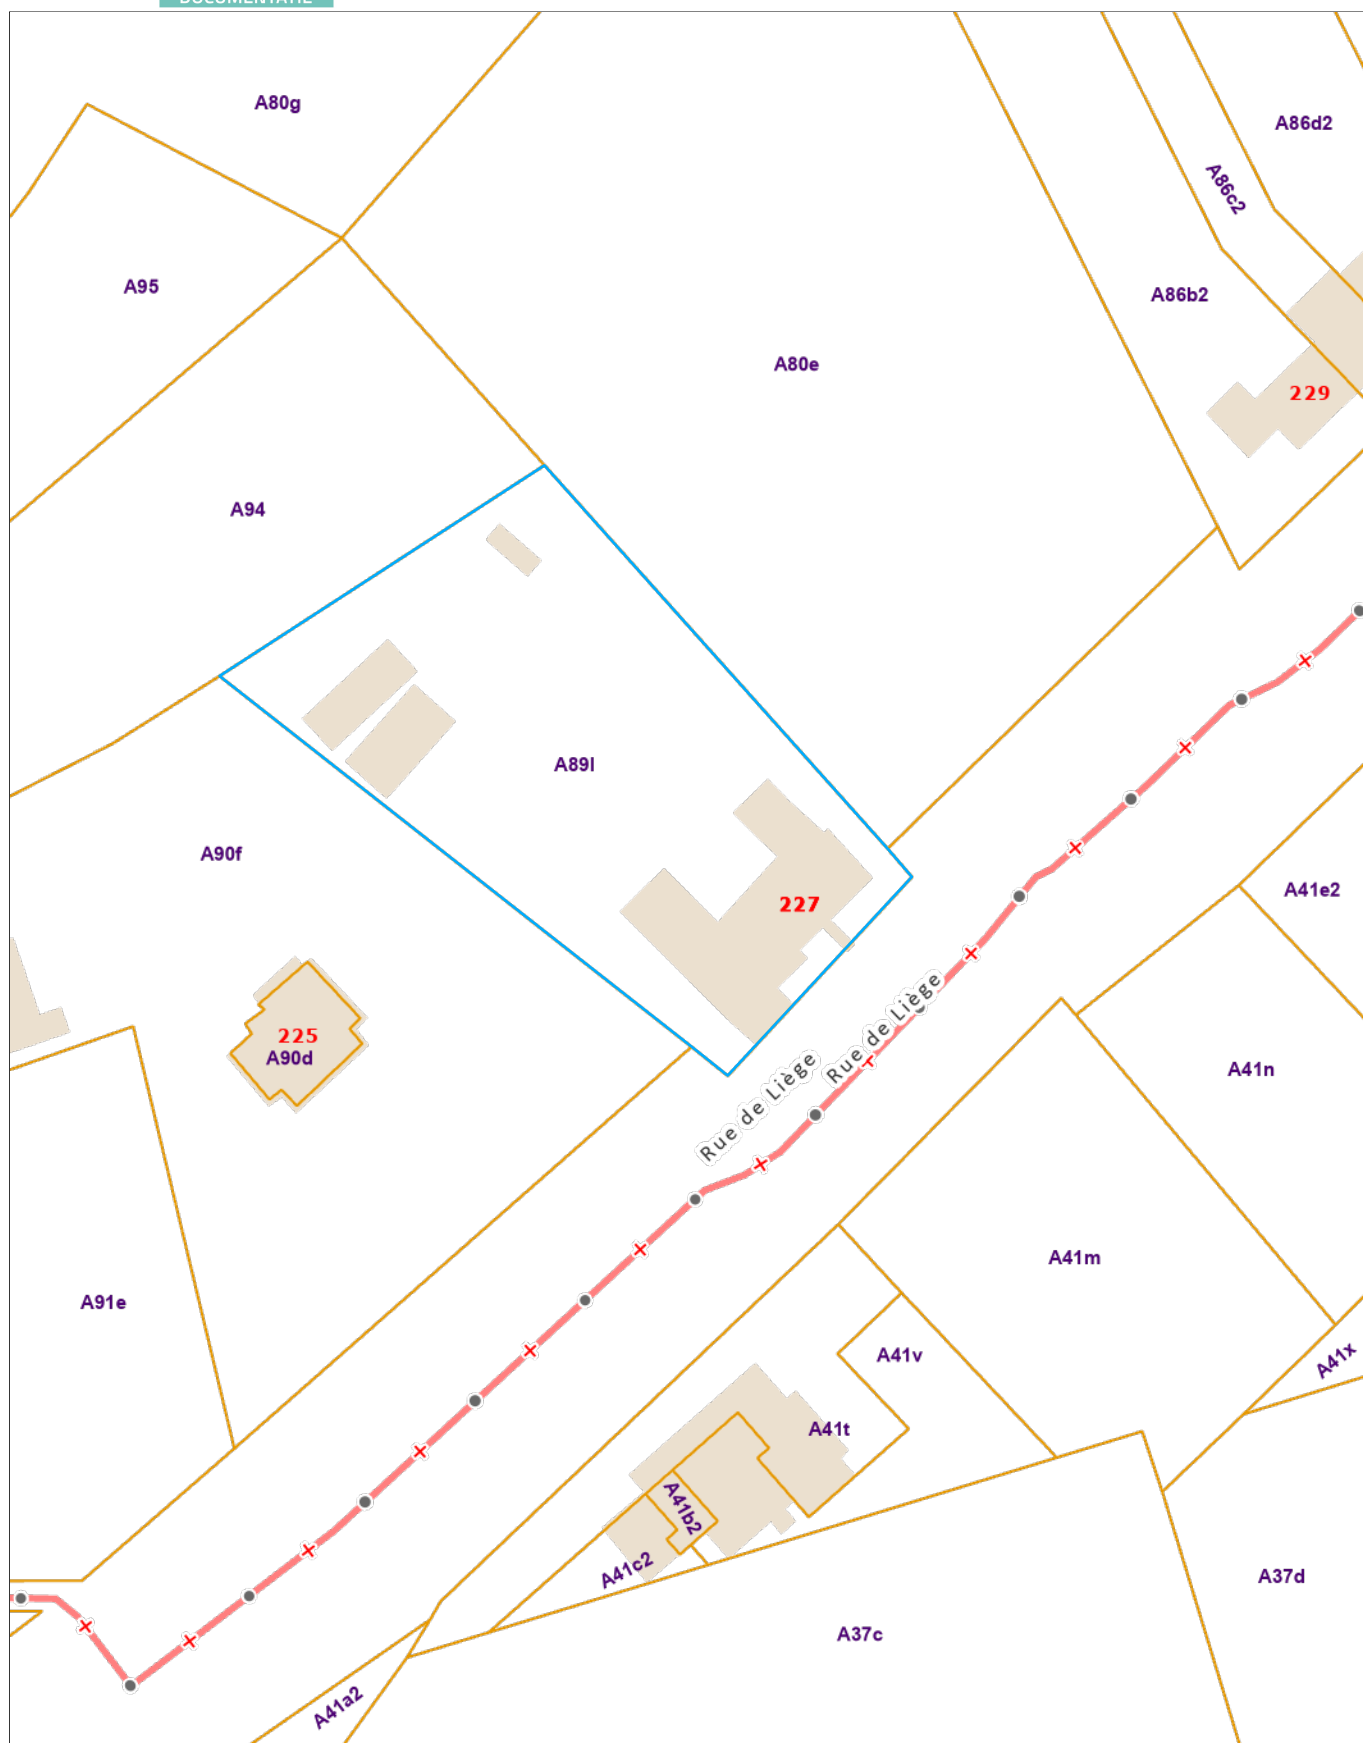 DOCUMENTATIE
A80g
A86d2
A86c2
A95
A86b2
A80e
229
A94
A89l
A90f
A41e2
227
Rue de Liège
225
A90d
Rue de Liège
A41n
A41m
A91e
A41v
A41x
A41t
A41b2
A41c2
A37d
A37c
A41a2